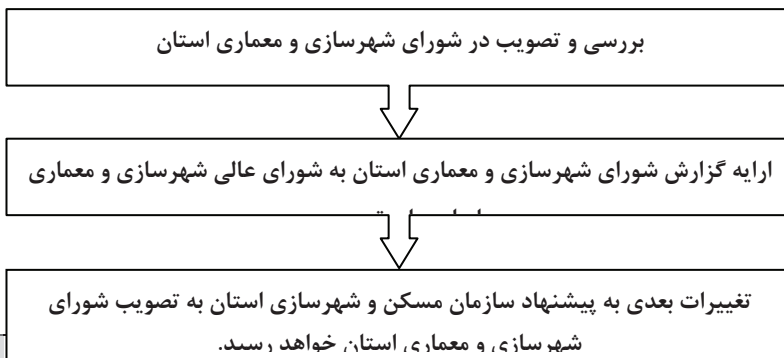 بررسی و تصویب در شورای شهرسازی و معماری استان
ارایه گزارش شورای شهرسازی و معماری استان به شورای عالی شهرسازی و معماری
تغییرات بعدی به پیشنهاد سازمان مسکن و شهرسازی استان به تصویب شورای
شهرسازی و معماری استان خواهد رسید.